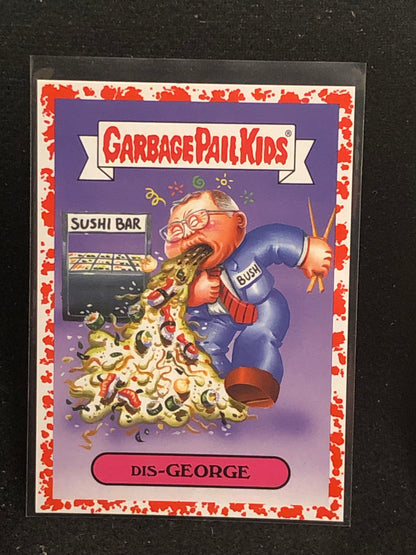 GARBAGE PAIL KIDS®
SUSHI BAR
BUSH
DIS-GEORGE